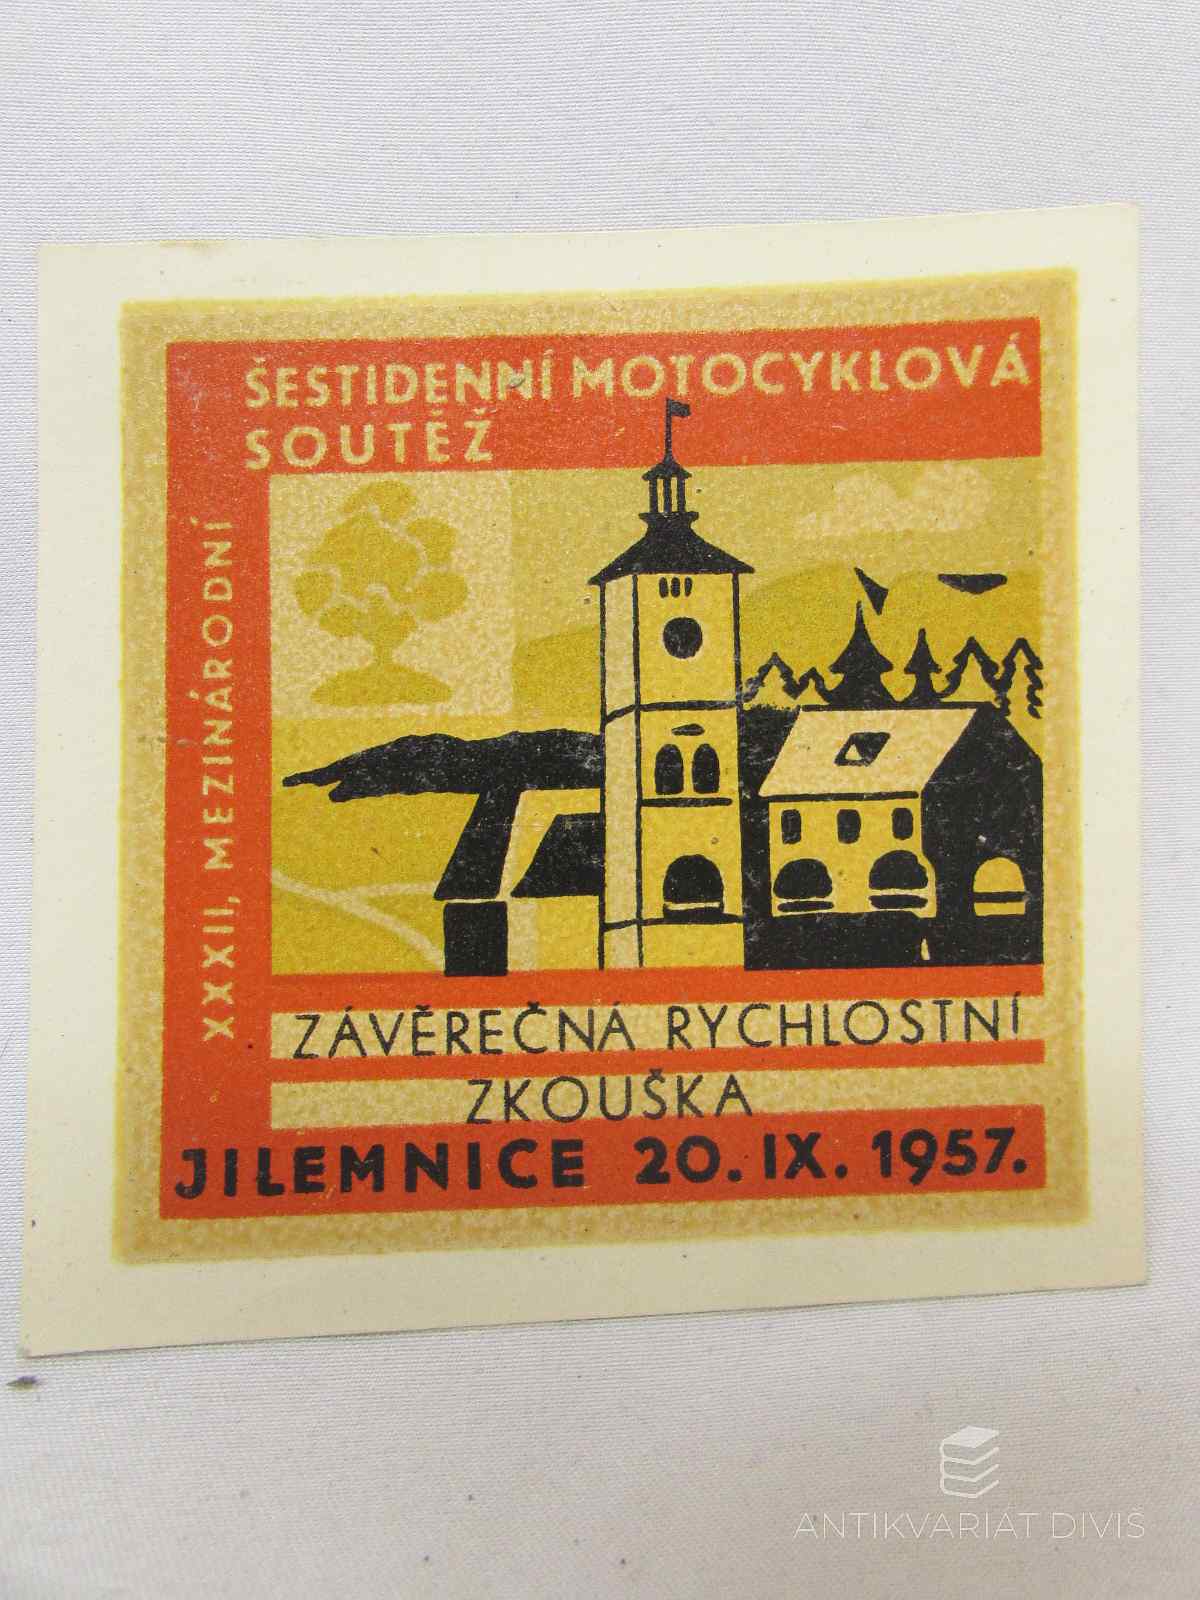 ŠESTIDENNÍ MOTOCYKLOVÁ
SOUTĚŽ
XXXII, MEZINÁRODNÍ
ZÁVĚREČNÁ RYCHLOSTNÍ
ZKOUŠKA
JILEMNICE 20. IX. 1957.
ANTIKVARIÁT DIVIŠ